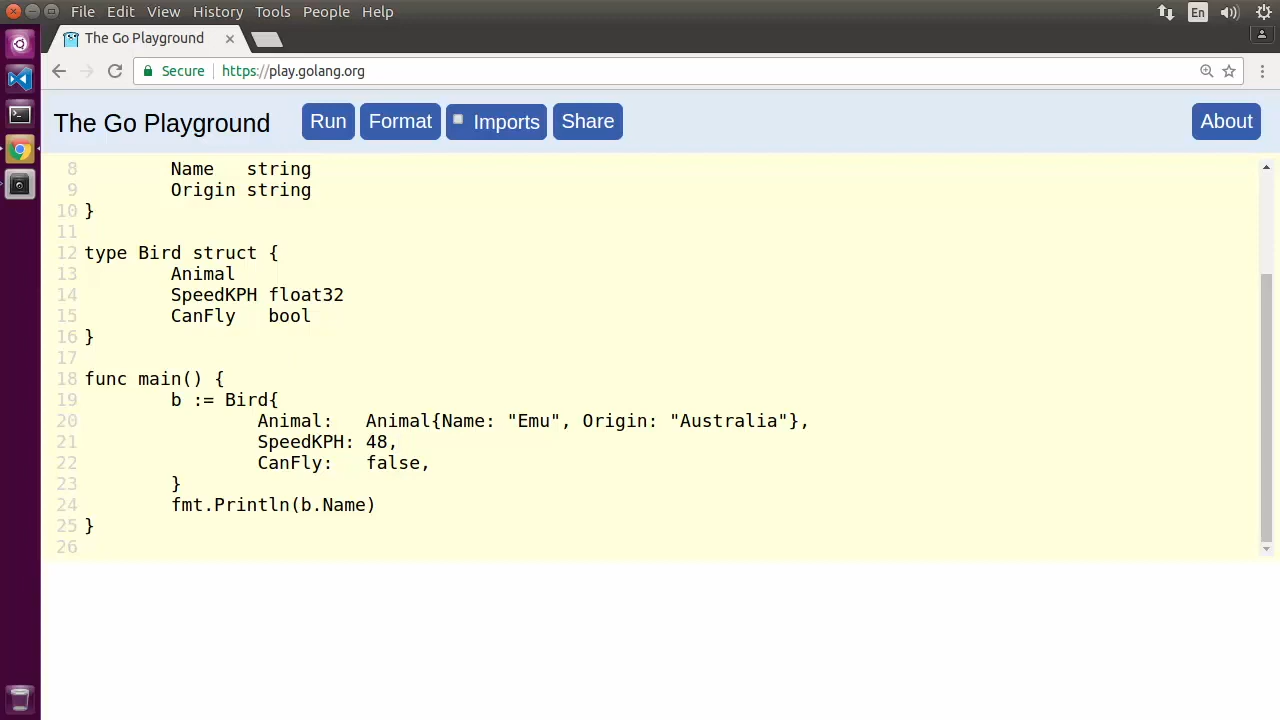 File Edit View History Tools People Help
En
The Go Playground
Secure https://play.golang.org
The Go Playground Run Format Imports Share About
8 Name string
9 Origin string
10 }
11
12 type Bird struct {
13 Animal
14 SpeedKPH float32
15 CanFly bool
16 }
17
18 func main() {
19 b := Bird{
20 Animal: Animal{Name: "Emu", Origin: "Australia"},
21 SpeedKPH: 48,
22 CanFly: false,
23 }
24 fmt.Println(b.Name)
25 }
26